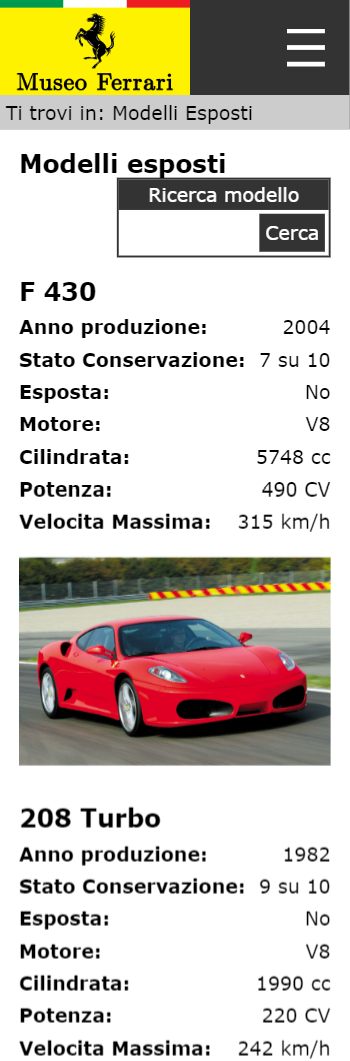 Museo Ferrari
Ti trovi in: Modelli Esposti
Modelli esposti
Ricerca modello
Cerca
F 430
Anno produzione: 2004
Stato Conservazione: 7 su 10
Esposta: No
Motore: V8
Cilindrata: 5748 cc
Potenza: 490 CV
Velocita Massima: 315 km/h
208 Turbo
Anno produzione: 1982
Stato Conservazione: 9 su 10
Esposta: No
Motore: V8
Cilindrata: 1990 cc
Potenza: 220 CV
Velocita Massima: 242 km/h